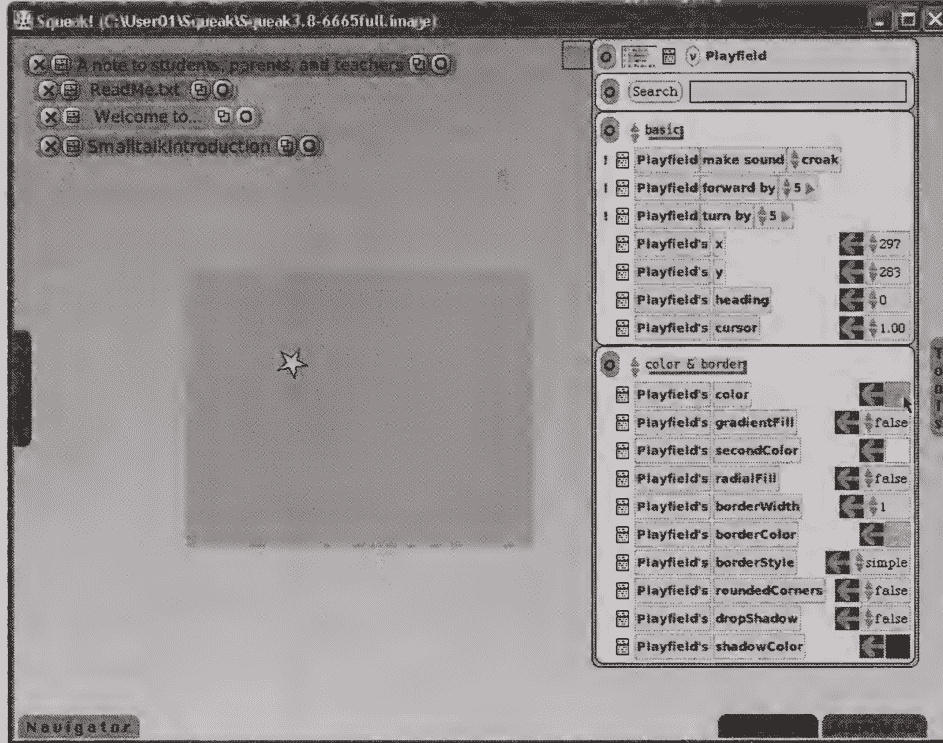 Squeak! (C:\User01\Squeak\Squeak3.8-6665full.image)
A note to students, parents, and teachers
ReadMe.txt
Welcome to...
SmalltalkIntroduction
Playfield
Search
basic
! Playfield make sound croak
! Playfield forward by 5
! Playfield turn by 5
Playfield's x 297
Playfield's y 283
Playfield's heading 0
Playfield's cursor 1.00
color & border
Playfield's color
Playfield's gradientFill false
Playfield's secondColor
Playfield's radialFill false
Playfield's borderWidth 1
Playfield's borderColor
Playfield's borderStyle simple
Playfield's roundedCorners false
Playfield's dropShadow false
Playfield's shadowColor
Tools
Navigator